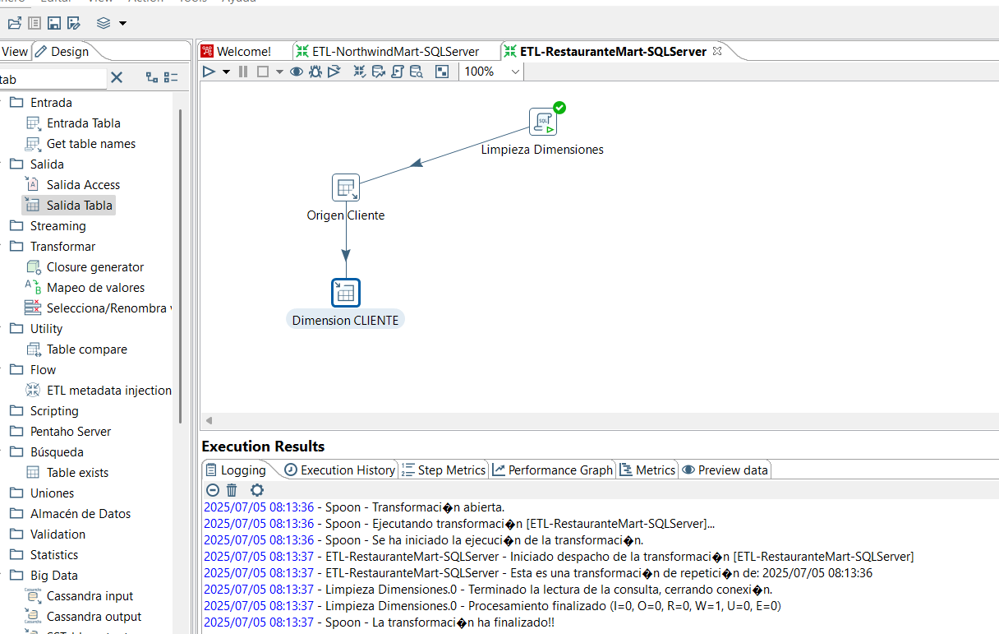 Editar View Action Tools Ayuda
View Design
Welcome! ETL-NorthwindMart-SQLServer ETL-RestauranteMart-SQLServer
tab
100%
Entrada
Entrada Tabla
Get table names
Salida
Salida Access
Salida Tabla
Streaming
Transformar
Closure generator
Mapeo de valores
Selecciona/Renombra
Utility
Table compare
Flow
ETL metadata injection
Scripting
Pentaho Server
Búsqueda
Table exists
Uniones
Almacén de Datos
Validation
Statistics
Big Data
Cassandra input
Cassandra output
SQL
Limpieza Dimensiones
Origen Cliente
Dimension CLIENTE
Execution Results
Logging Execution History Step Metrics Performance Graph Metrics Preview data
2025/07/05 08:13:36 - Spoon - Transformaci�n abierta.
2025/07/05 08:13:36 - Spoon - Ejecutando transformaci�n [ETL-RestauranteMart-SQLServer]...
2025/07/05 08:13:36 - Spoon - Se ha iniciado la ejecuci�n de la transformaci�n.
2025/07/05 08:13:37 - ETL-RestauranteMart-SQLServer - Iniciado despacho de la transformaci�n [ETL-RestauranteMart-SQLServer]
2025/07/05 08:13:37 - ETL-RestauranteMart-SQLServer - Esta es una transformaci�n de repetici�n de: 2025/07/05 08:13:36
2025/07/05 08:13:37 - Limpieza Dimensiones.0 - Terminado la lectura de la consulta, cerrando conexi�n.
2025/07/05 08:13:37 - Limpieza Dimensiones.0 - Procesamiento finalizado (I=0, O=0, R=0, W=1, U=0, E=0)
2025/07/05 08:13:37 - Spoon - La transformaci�n ha finalizado!!